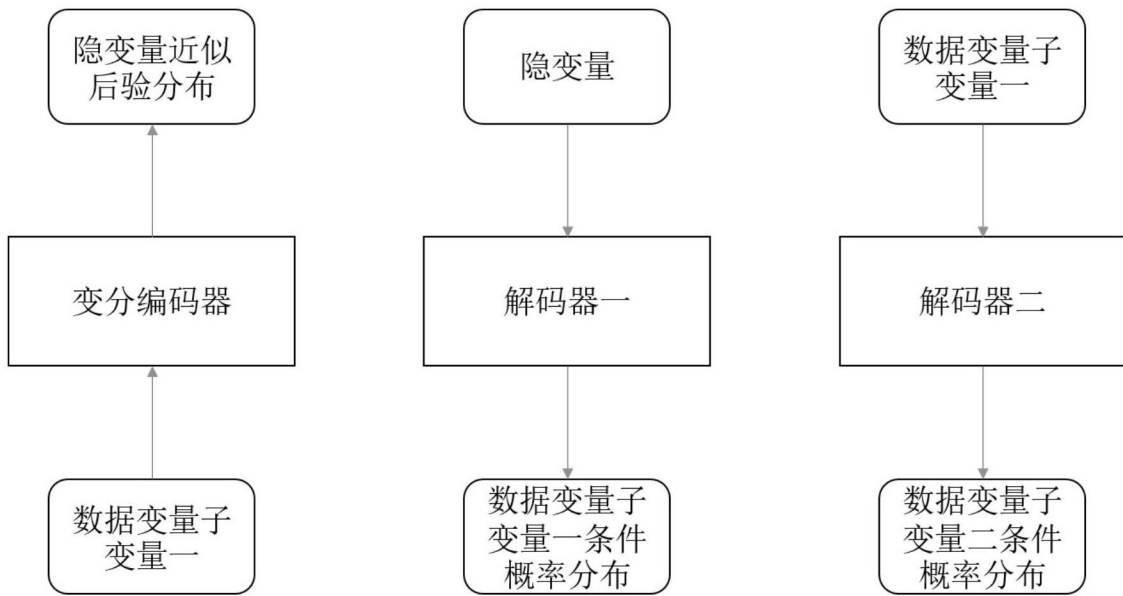 隐变量近似
后验分布
变分编码器
数据变量子
变量一
隐变量
解码器一
数据变量子
变量一条件
概率分布
数据变量子
变量一
解码器二
数据变量子
变量二条件
概率分布